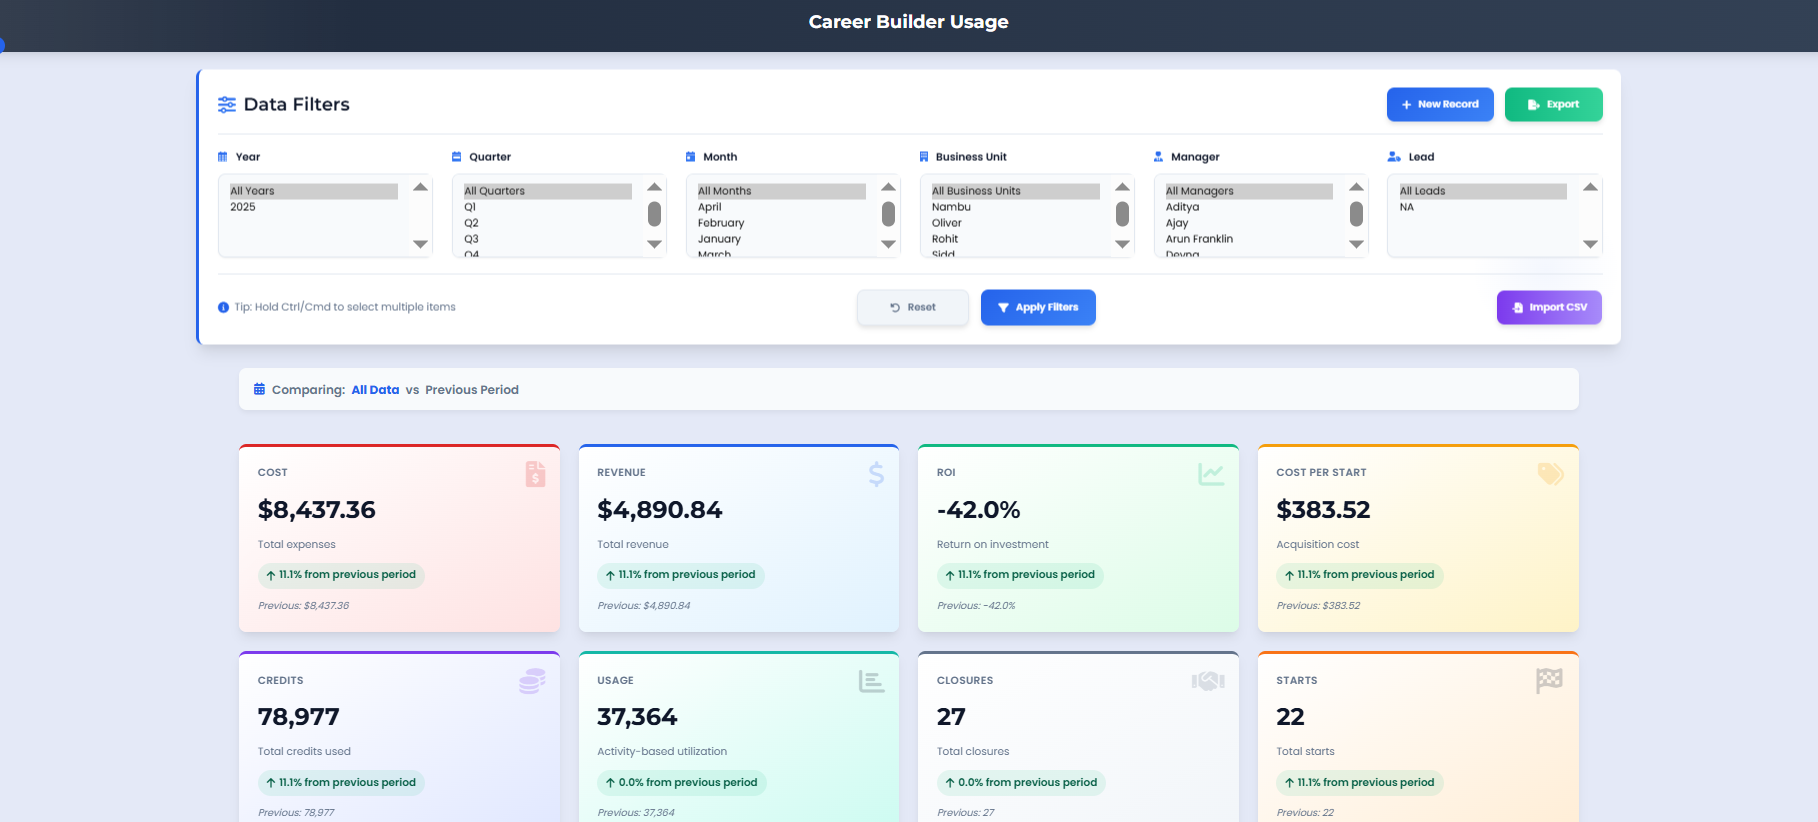 Career Builder Usage
Data Filters
New Record
Export
Year
Quarter
Month
Business Unit
Manager
Lead
All Years
2025
All Quarters
Q1
Q2
Q3
Q4
All Months
April
February
January
March
All Business Units
Nambu
Oliver
Rohit
Sidd
All Managers
Aditya
Ajay
Arun Franklin
All Leads
NA
Tip: Hold Ctrl/Cmd to select multiple items
Reset
Apply Filters
Import CSV
Comparing: All Data vs Previous Period
COST
$8,437.36
Total expenses
↑ 11.1% from previous period
Previous: $8,437.36
REVENUE
$4,890.84
Total revenue
↑ 11.1% from previous period
Previous: $4,890.84
ROI
-42.0%
Return on investment
↑ 11.1% from previous period
Previous: -42.0%
COST PER START
$383.52
Acquisition cost
↑ 11.1% from previous period
Previous: $383.52
CREDITS
78,977
Total credits used
↑ 11.1% from previous period
Previous: 78,977
USAGE
37,364
Activity-based utilization
↑ 0.0% from previous period
Previous: 37,364
CLOSURES
27
Total closures
↑ 0.0% from previous period
Previous: 27
STARTS
22
Total starts
↑ 11.1% from previous period
Previous: 22